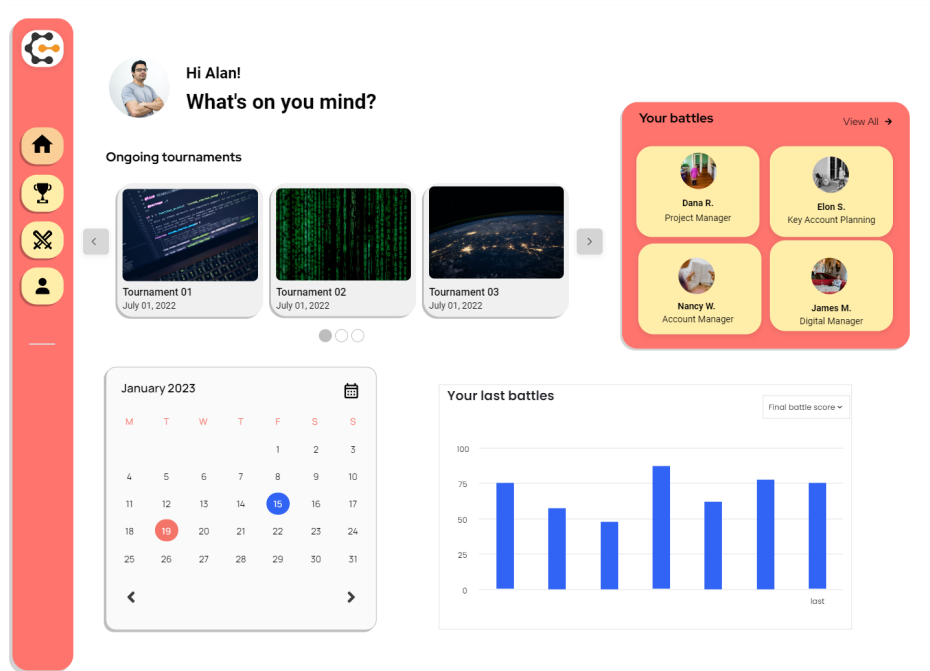 Hi Alan!
What's on you mind?
Ongoing tournaments
Tournament 01
July 01, 2022
Tournament 02
July 01, 2022
Tournament 03
July 01, 2022
Your battles
View All →
Dana R.
Project Manager
Elon S.
Key Account Planning
Nancy W.
Account Manager
James M.
Digital Manager
January 2023
M T W T F S S
1 2 3
4 5 6 7 8 9 10
11 12 13 14 15 16 17
18 19 20 21 22 23 24
25 26 27 28 29 30 31
Your last battles
Final battle score
100
75
50
25
0
last